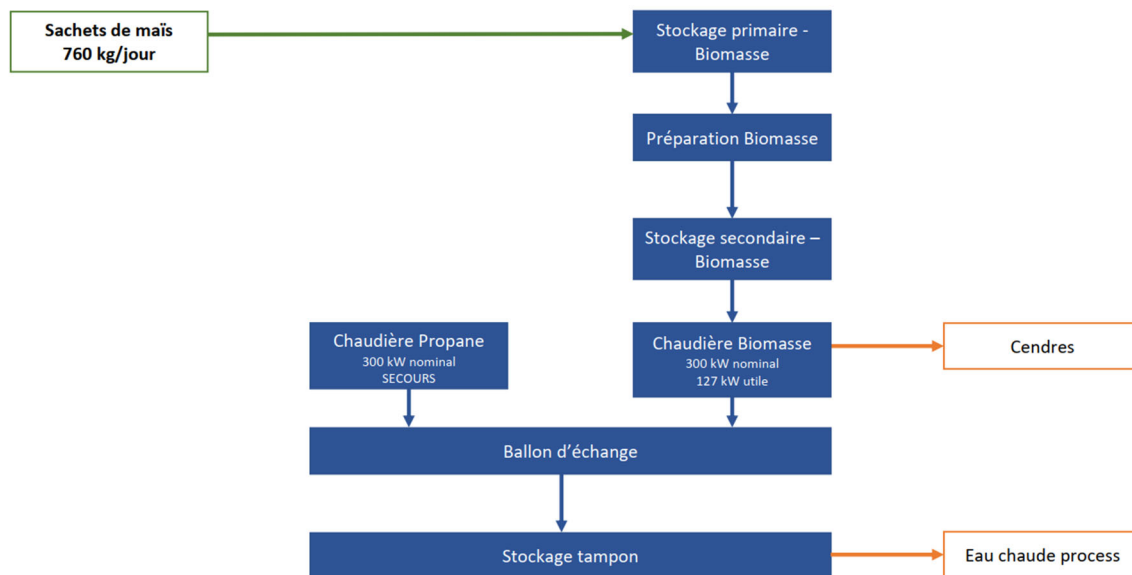 Sachets de maïs
760 kg/jour
Stockage primaire -
Biomasse
Préparation Biomasse
Stockage secondaire –
Biomasse
Chaudière Propane
300 kW nominal
SECOURS
Chaudière Biomasse
300 kW nominal
127 kW utile
Cendres
Ballon d’échange
Stockage tampon
Eau chaude process